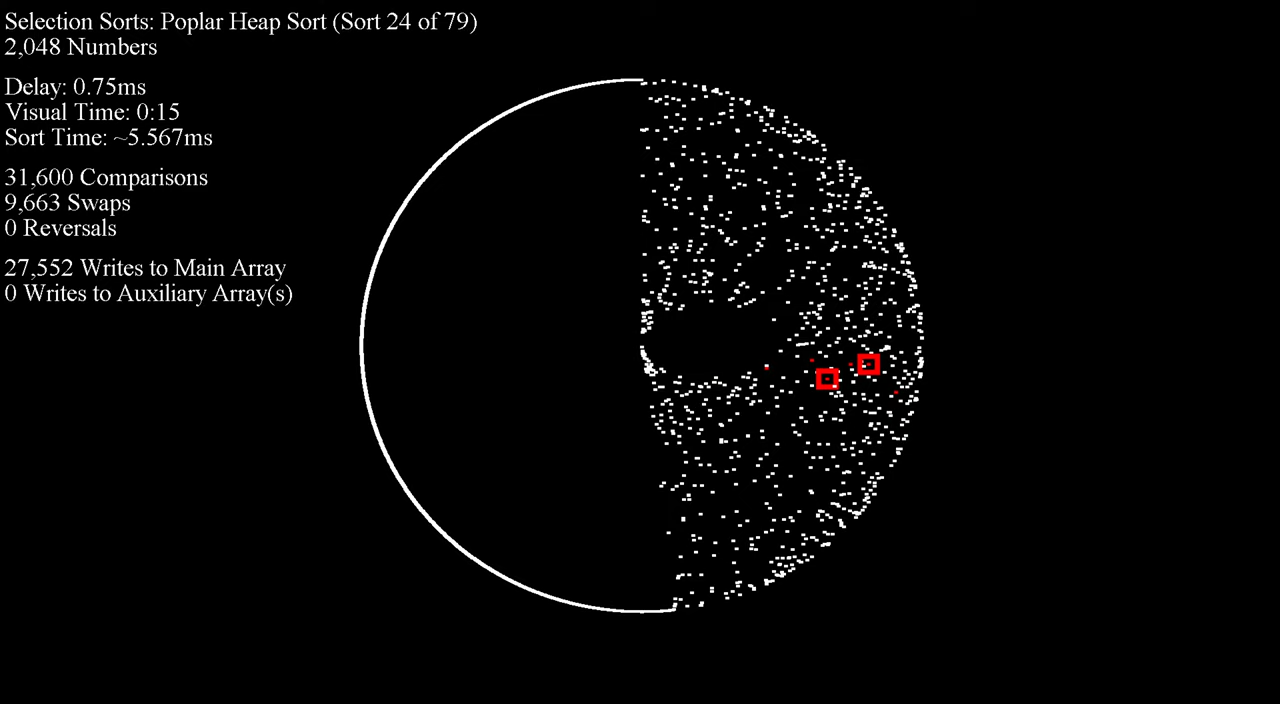 Selection Sorts: Poplar Heap Sort (Sort 24 of 79)
2,048 Numbers
Delay: 0.75ms
Visual Time: 0:15
Sort Time: ~5.567ms
31,600 Comparisons
9,663 Swaps
0 Reversals
27,552 Writes to Main Array
0 Writes to Auxiliary Array(s)